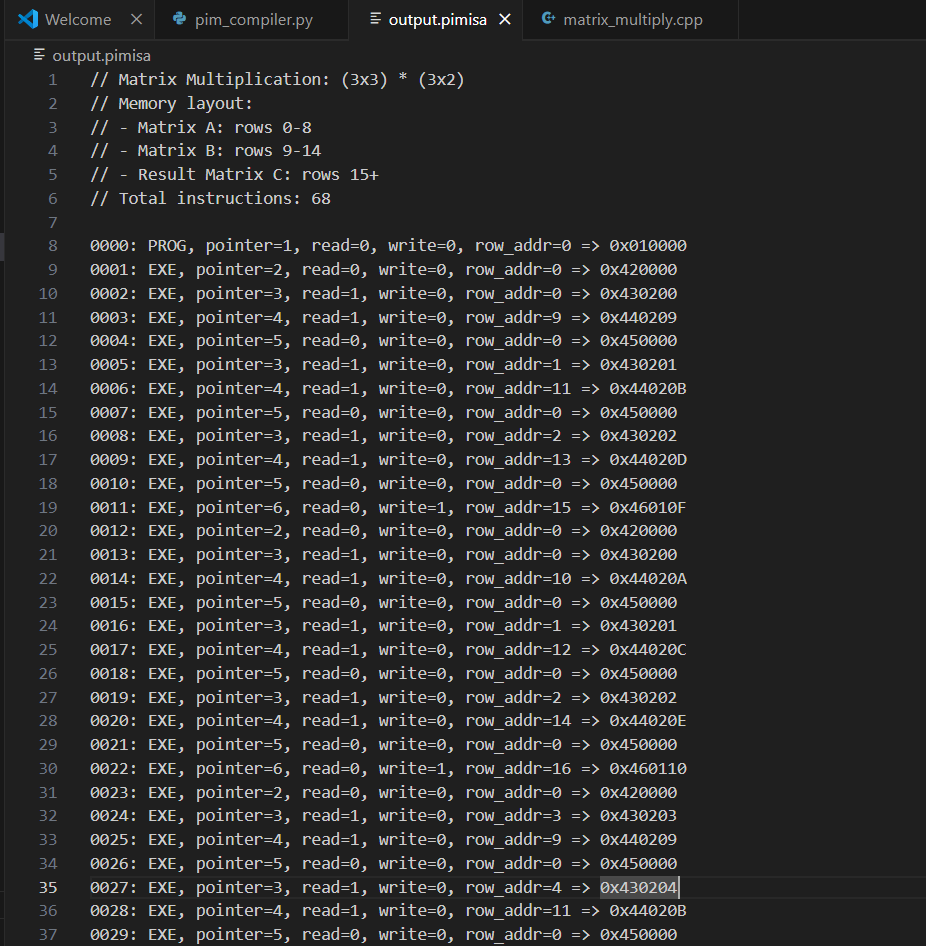 Welcome pim_compiler.py output.pimisa matrix_multiply.cpp
output.pimisa
1 // Matrix Multiplication: (3x3) * (3x2)
2 // Memory layout:
3 // - Matrix A: rows 0-8
4 // - Matrix B: rows 9-14
5 // - Result Matrix C: rows 15+
6 // Total instructions: 68
7
8 0000: PROG, pointer=1, read=0, write=0, row_addr=0 => 0x010000
9 0001: EXE, pointer=2, read=0, write=0, row_addr=0 => 0x420000
10 0002: EXE, pointer=3, read=1, write=0, row_addr=0 => 0x430200
11 0003: EXE, pointer=4, read=1, write=0, row_addr=9 => 0x440209
12 0004: EXE, pointer=5, read=0, write=0, row_addr=0 => 0x450000
13 0005: EXE, pointer=3, read=1, write=0, row_addr=1 => 0x430201
14 0006: EXE, pointer=4, read=1, write=0, row_addr=11 => 0x44020B
15 0007: EXE, pointer=5, read=0, write=0, row_addr=0 => 0x450000
16 0008: EXE, pointer=3, read=1, write=0, row_addr=2 => 0x430202
17 0009: EXE, pointer=4, read=1, write=0, row_addr=13 => 0x44020D
18 0010: EXE, pointer=5, read=0, write=0, row_addr=0 => 0x450000
19 0011: EXE, pointer=6, read=0, write=1, row_addr=15 => 0x46010F
20 0012: EXE, pointer=2, read=0, write=0, row_addr=0 => 0x420000
21 0013: EXE, pointer=3, read=1, write=0, row_addr=0 => 0x430200
22 0014: EXE, pointer=4, read=1, write=0, row_addr=10 => 0x44020A
23 0015: EXE, pointer=5, read=0, write=0, row_addr=0 => 0x450000
24 0016: EXE, pointer=3, read=1, write=0, row_addr=1 => 0x430201
25 0017: EXE, pointer=4, read=1, write=0, row_addr=12 => 0x44020C
26 0018: EXE, pointer=5, read=0, write=0, row_addr=0 => 0x450000
27 0019: EXE, pointer=3, read=1, write=0, row_addr=2 => 0x430202
28 0020: EXE, pointer=4, read=1, write=0, row_addr=14 => 0x44020E
29 0021: EXE, pointer=5, read=0, write=0, row_addr=0 => 0x450000
30 0022: EXE, pointer=6, read=0, write=1, row_addr=16 => 0x460110
31 0023: EXE, pointer=2, read=0, write=0, row_addr=0 => 0x420000
32 0024: EXE, pointer=3, read=1, write=0, row_addr=3 => 0x430203
33 0025: EXE, pointer=4, read=1, write=0, row_addr=9 => 0x440209
34 0026: EXE, pointer=5, read=0, write=0, row_addr=0 => 0x450000
35 0027: EXE, pointer=3, read=1, write=0, row_addr=4 => 0x430204
36 0028: EXE, pointer=4, read=1, write=0, row_addr=11 => 0x44020B
37 0029: EXE, pointer=5, read=0, write=0, row_addr=0 => 0x450000